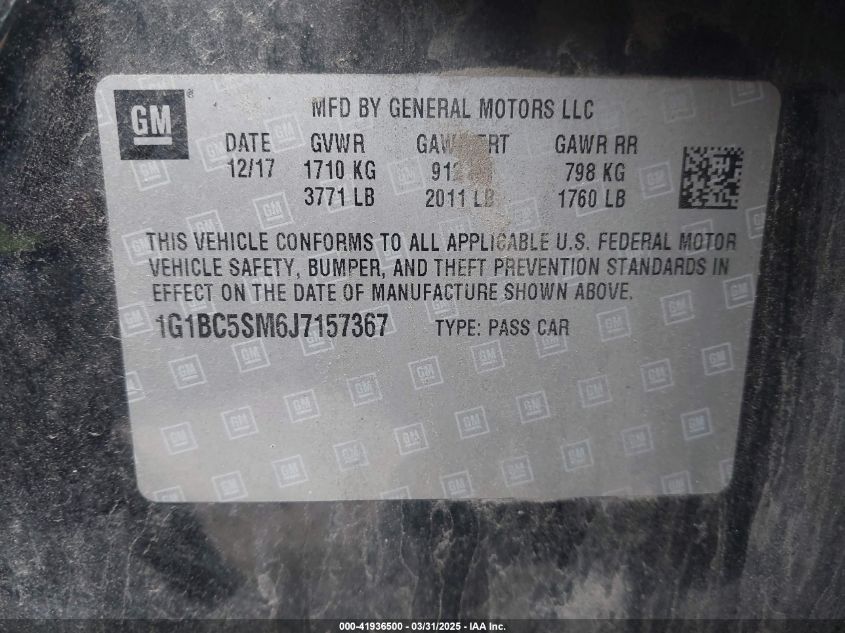 GM
MFD BY GENERAL MOTORS LLC
DATE GVWR GAWR FRT GAWR RR
12/17 1710 KG 912 798 KG
3771 LB 2011 LB 1760 LB
THIS VEHICLE CONFORMS TO ALL APPLICABLE U.S. FEDERAL MOTOR
VEHICLE SAFETY, BUMPER, AND THEFT PREVENTION STANDARDS IN
EFFECT ON THE DATE OF MANUFACTURE SHOWN ABOVE.
1G1BC5SM6J7157367 TYPE: PASS CAR
000-41936500 - 03/31/2025 - IAA Inc.